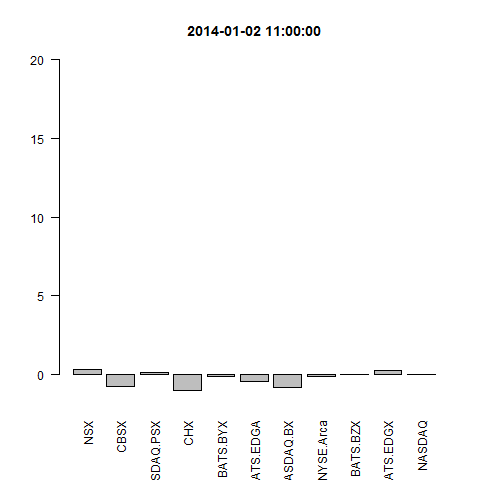 2014-01-02 11:00:00
20
15
10
5
0
NSX
CBSX
SDAQ.PSX
CHX
BATS.BYX
ATS.EDGA
ASDAQ.BX
NYSE.Arca
BATS.BZX
ATS.EDGX
NASDAQ